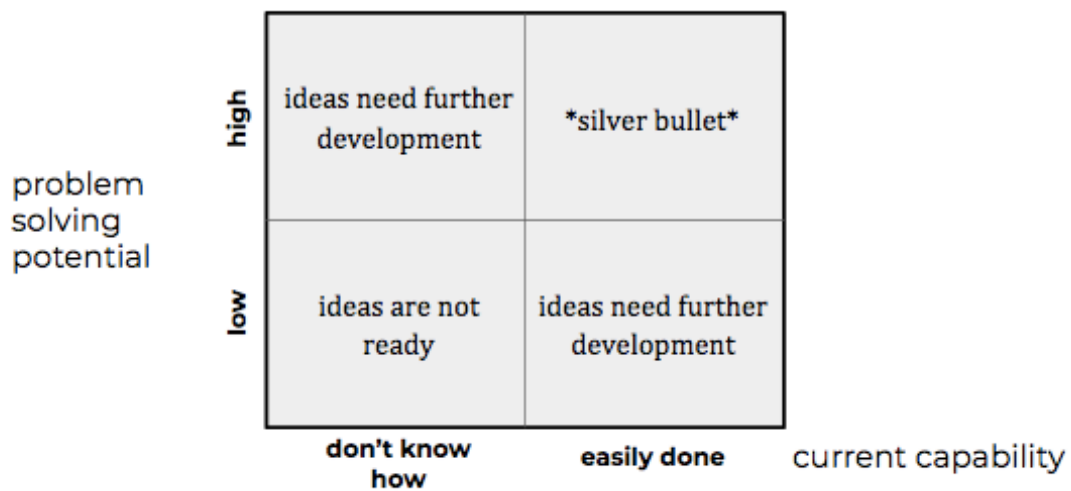 problem
solving
potential
high
ideas need further
development
*silver bullet*
low
ideas are not
ready
ideas need further
development
don't know
how
easily done
current capability